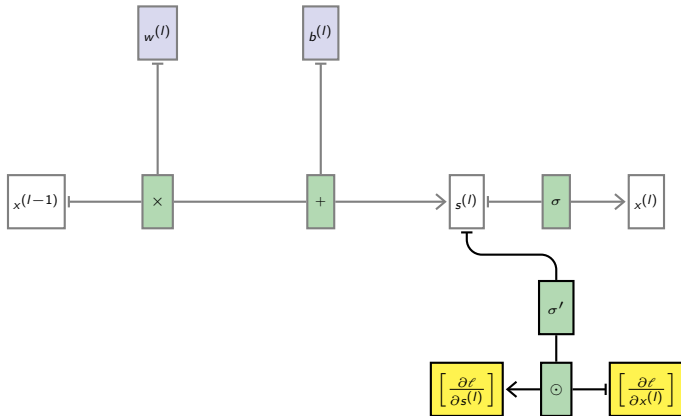 w^{(l)} b^{(l)}
x^{(l−1)} × + s^{(l)} σ x^{(l)}
σ′
[∂ℓ/∂s^{(l)}] ⊙ [∂ℓ/∂x^{(l)}]